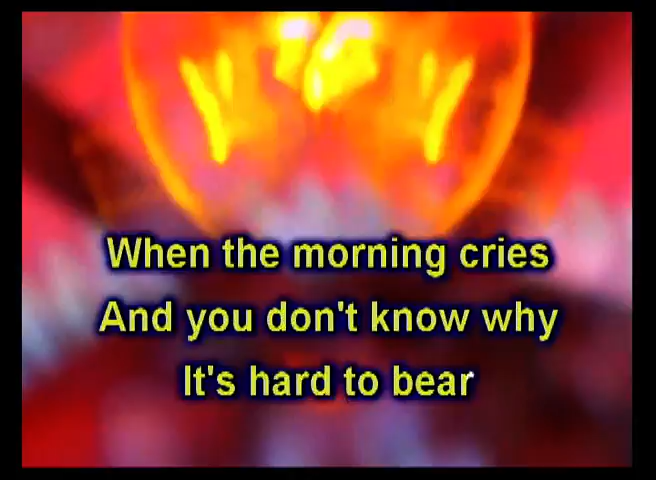 When the morning cries
And you don't know why
It's hard to bear